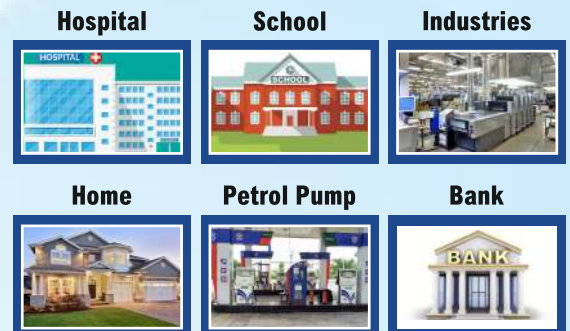 Hospital
School
Industries
HOSPITAL
SCHOOL
Home
Petrol Pump
Bank
BANK